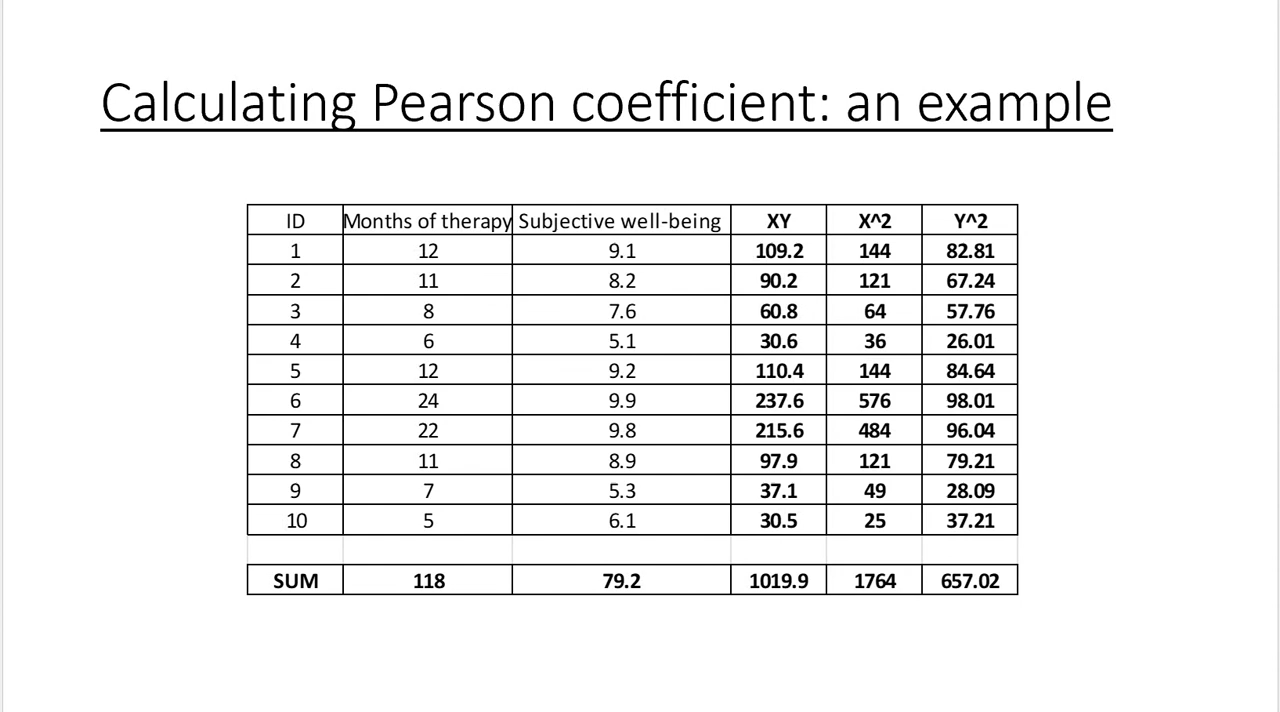 Calculating Pearson coefficient: an example
ID Months of therapy Subjective well-being XY X^2 Y^2
1 12 9.1 109.2 144 82.81
2 11 8.2 90.2 121 67.24
3 8 7.6 60.8 64 57.76
4 6 5.1 30.6 36 26.01
5 12 9.2 110.4 144 84.64
6 24 9.9 237.6 576 98.01
7 22 9.8 215.6 484 96.04
8 11 8.9 97.9 121 79.21
9 7 5.3 37.1 49 28.09
10 5 6.1 30.5 25 37.21
SUM 118 79.2 1019.9 1764 657.02